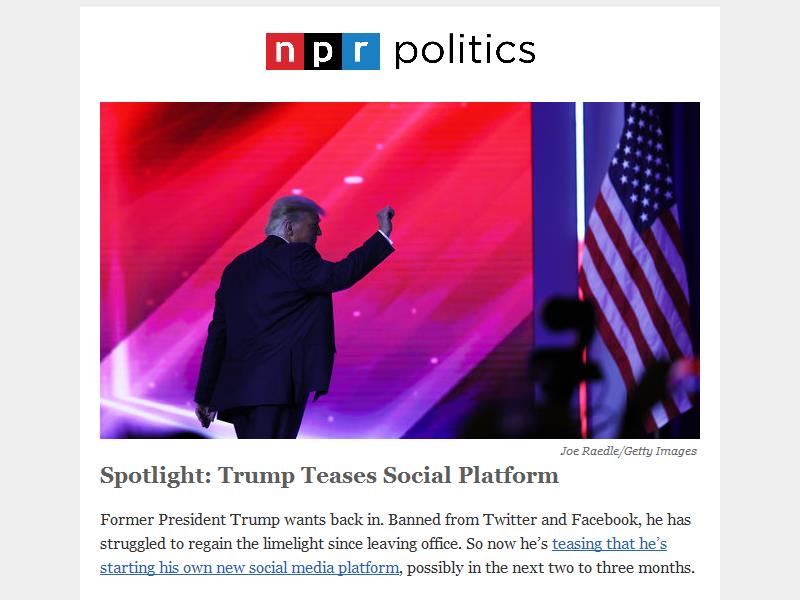 npr politics
Joe Raedle/Getty Images
Spotlight: Trump Teases Social Platform
Former President Trump wants back in. Banned from Twitter and Facebook, he has
struggled to regain the limelight since leaving office. So now he’s teasing that he’s
starting his own new social media platform, possibly in the next two to three months.